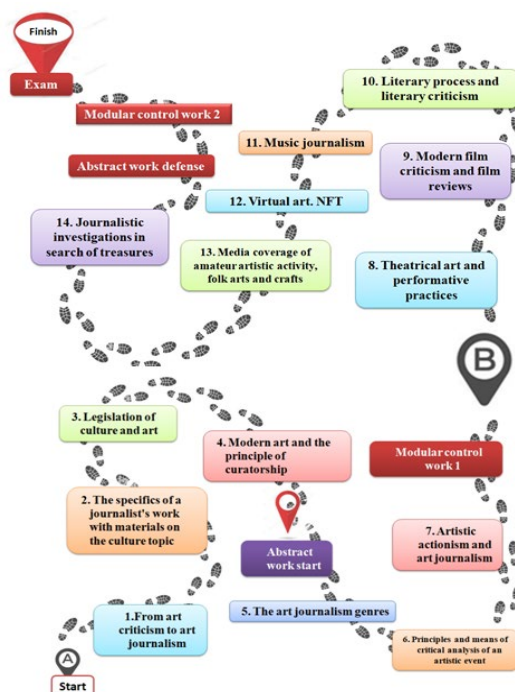 Finish
Exam
Modular control work 2
Abstract work defense
14. Journalistic
investigations in
search of treasures
13. Media coverage of
amateur artistic activity,
folk arts and crafts
12. Virtual art. NFT
11. Music journalism
10. Literary process and
literary criticism
9. Modern film
criticism and film
reviews
8. Theatrical art and
performative
practices
B
Modular control
work 1
7. Artistic
actionism and
art journalism
6. Principles and means of
critical analysis of an
artistic event
5. The art journalism genres
Abstract
work start
4. Modern art and the
principle of
curatorship
3. Legislation of
culture and art
2. The specifics of a
journalist's work
with materials on
the culture topic
1.From art
criticism to art
journalism
A
Start